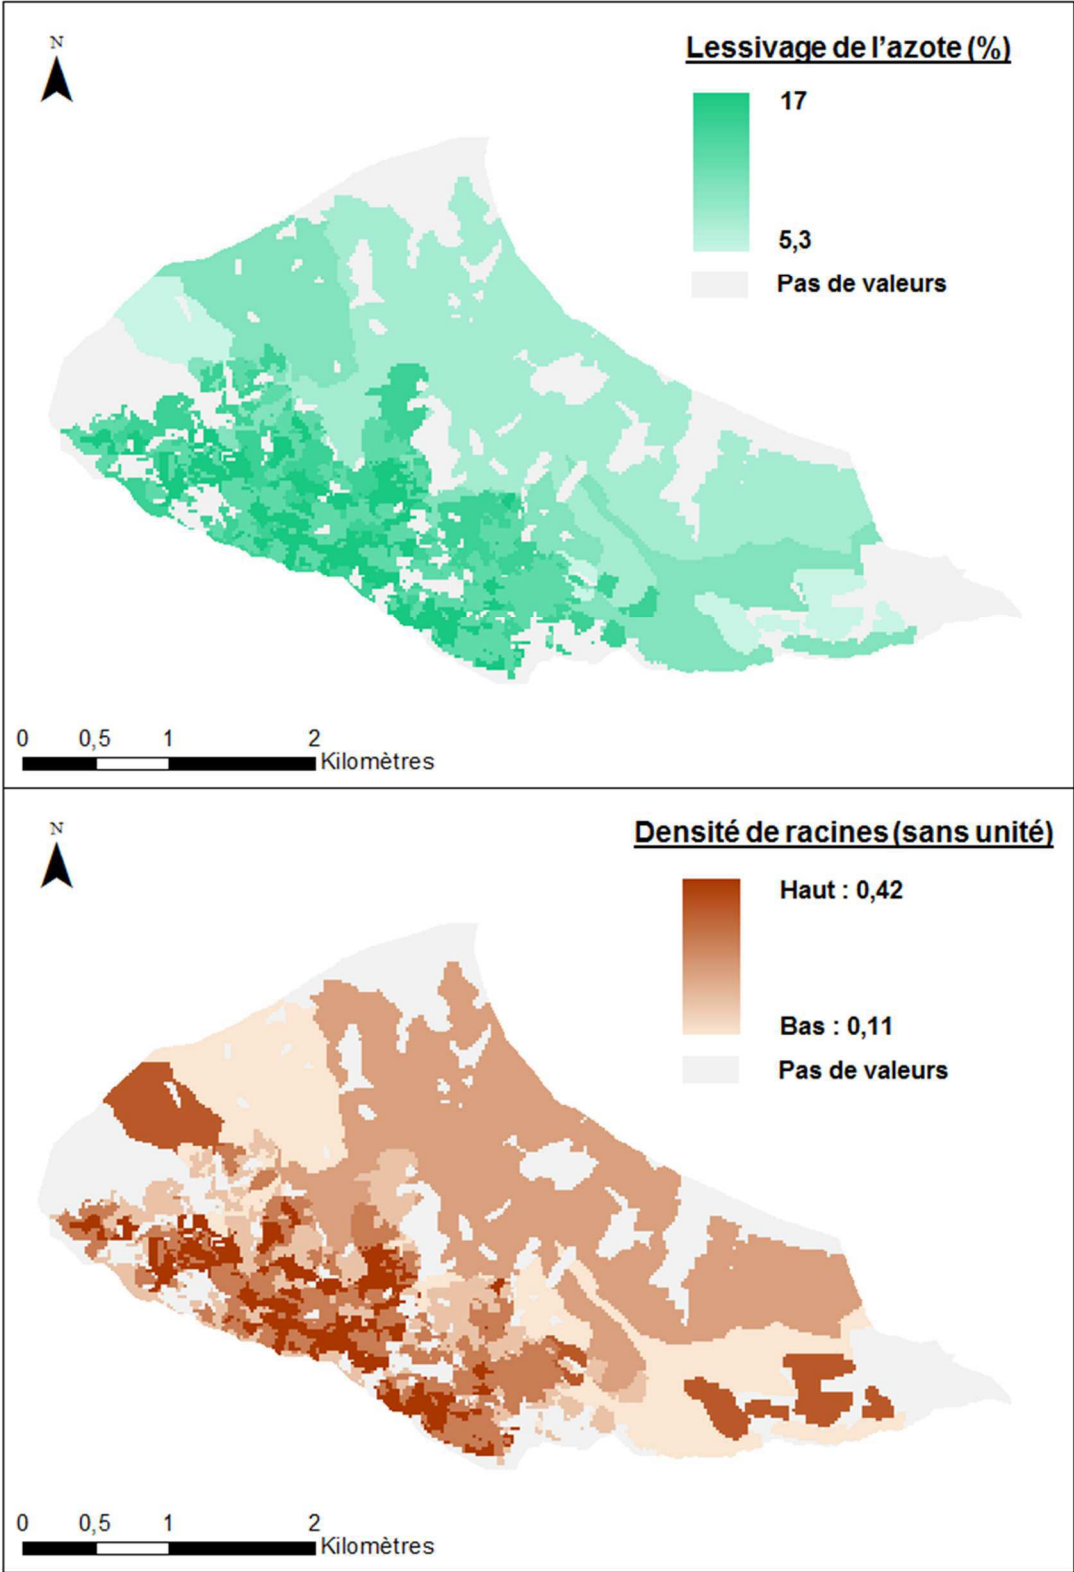 N
Lessivage de l'azote (%)
17
5,3
Pas de valeurs
0 0,5 1 2
Kilomètres
N
Densité de racines (sans unité)
Haut : 0,42
Bas : 0,11
Pas de valeurs
0 0,5 1 2
Kilomètres